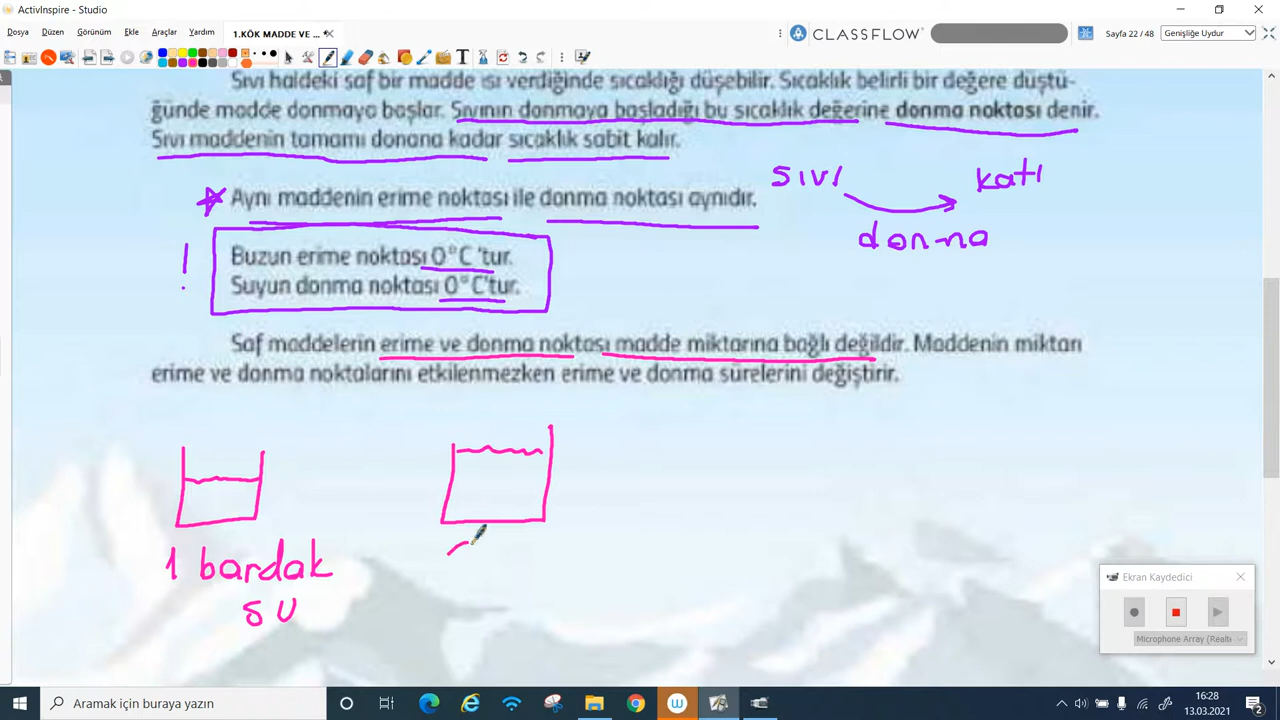 ActivInspire - Studio
Dosya Düzen Görünüm Ekle Araçlar Yardım
1.KÖK MADDE VE ...
CLASSFLOW
Sayfa 22 / 48
Genişliğe Uydur
Sıvı haldeki saf bir madde ısı verdiğinde sıcaklığı düşebilir. Sıcaklık belirli bir değere düştü-
ğünde madde donmaya başlar. Sıvının donmaya başladığı bu sıcaklık değerine donma noktası denir.
Sıvı maddenin tamamı donana kadar sıcaklık sabit kalır.
sıvı
katı
donma
Aynı maddenin erime noktası ile donma noktası aynıdır.
! Buzun erime noktası 0°C 'tur.
Suyun donma noktası 0°C'tur.
Saf maddelerin erime ve donma noktası madde miktarına bağlı değildir. Maddenin miktarı
erime ve donma noktalarını etkilenmezken erime ve donma sürelerini değiştirir.
1 bardak
su
Ekran Kaydedici
Microphone Array (Realt
Aramak için buraya yazın
16:28
13.03.2021
2